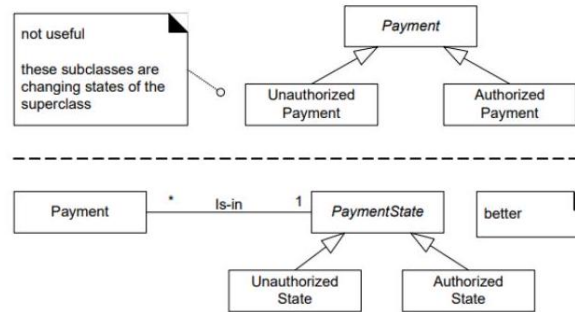 not useful
these subclasses are
changing states of the
superclass
Payment
Unauthorized
Payment
Authorized
Payment
Payment
*
Is-in
1
PaymentState
better
Unauthorized
State
Authorized
State